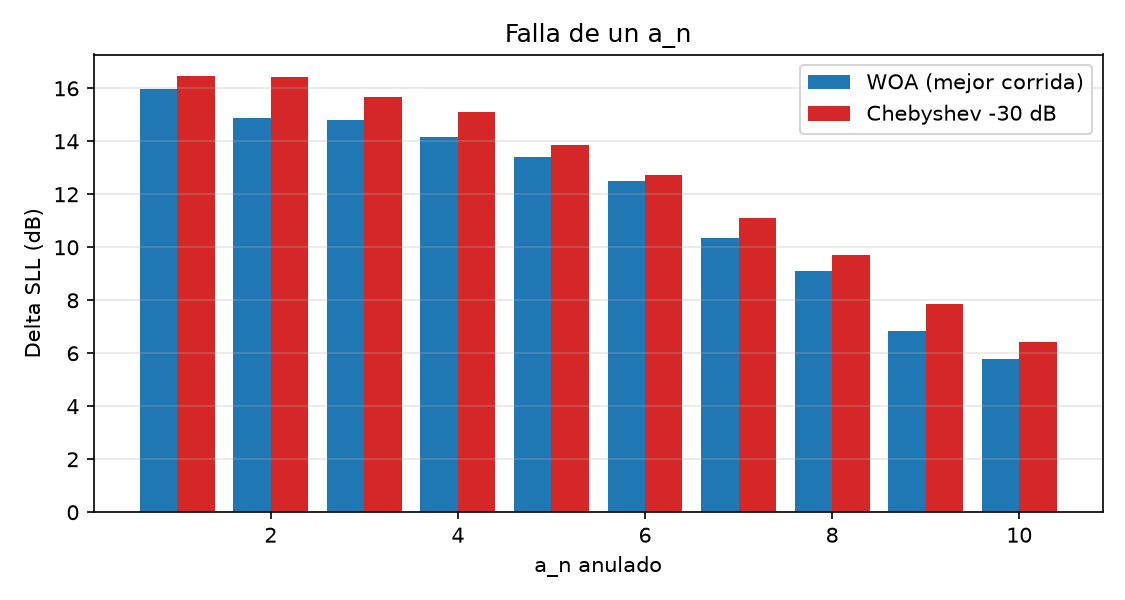 Falla de un a_n
WOA (mejor corrida)
Chebyshev -30 dB
Delta SLL (dB)
16
14
12
10
8
6
4
2
0
2 4 6 8 10
a_n anulado